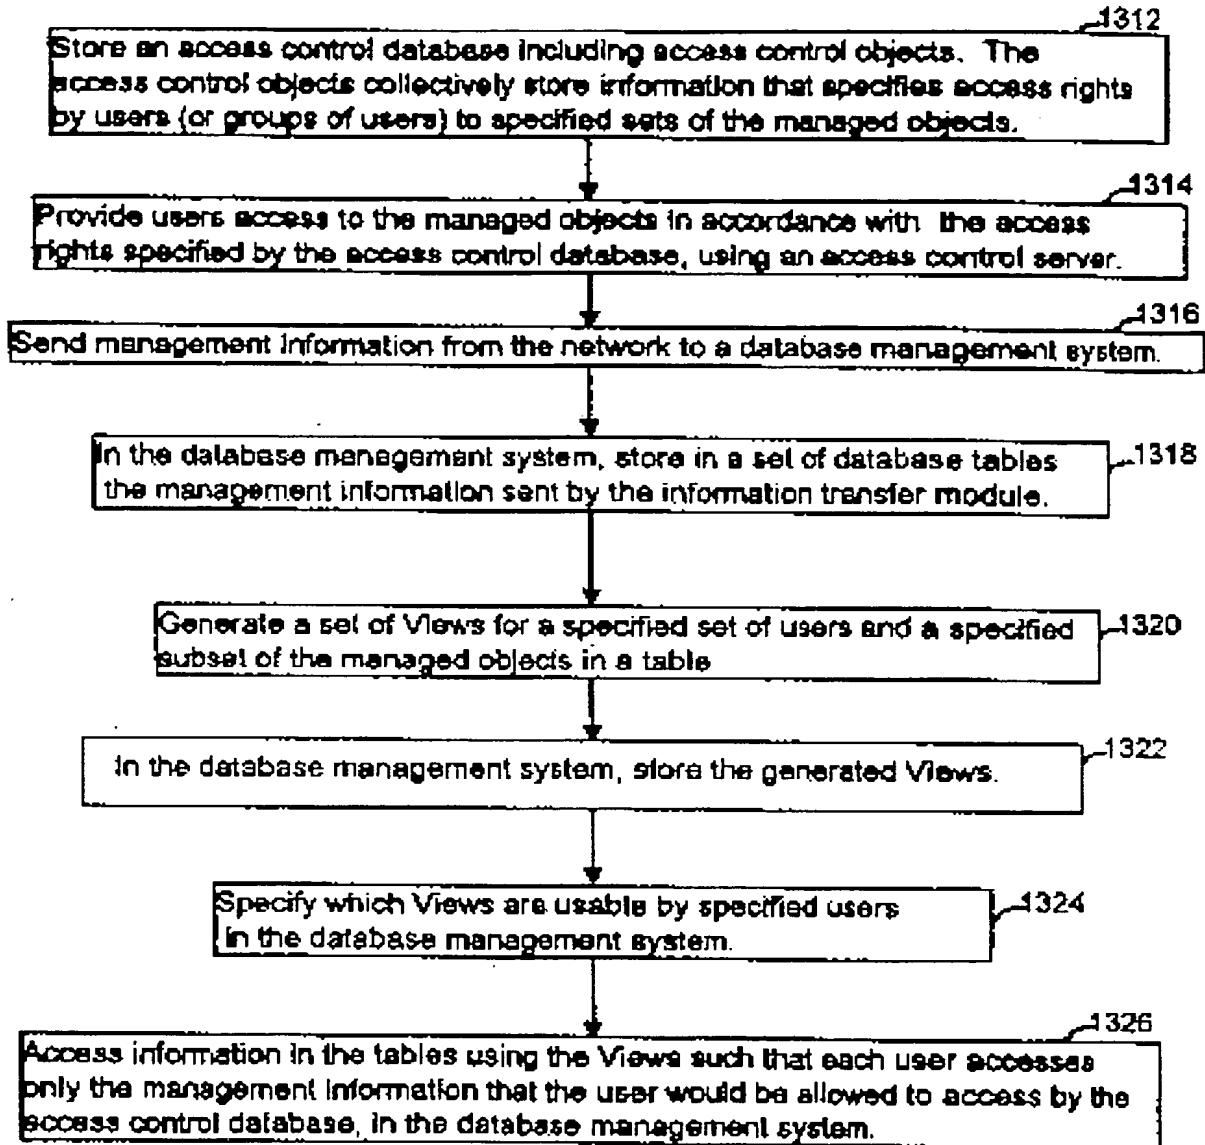 1312
Store an access control database including access control objects. The
access control objects collectively store information that specifies access rights
by users (or groups of users) to specified sets of the managed objects.
1314
Provide users access to the managed objects in accordance with the access
rights specified by the access control database, using an access control server.
1316
Send management information from the network to a database management system.
In the database management system, store in a set of database tables
the management information sent by the information transfer module.
1318
Generate a set of Views for a specified set of users and a specified
subset of the managed objects in a table
1320
In the database management system, store the generated Views.
1322
Specify which Views are usable by specified users
in the database management system.
1324
1326
Access information in the tables using the Views such that each user accesses
only the management information that the user would be allowed to access by the
access control database, in the database management system.